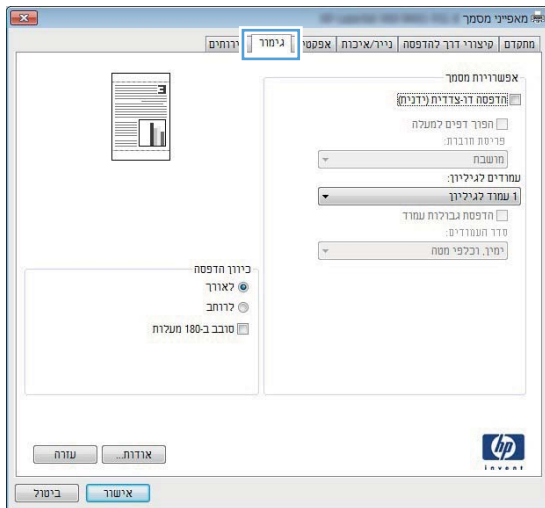 מאפייני מסמך
מתקדם
קיצורי דרך להדפסה
נייר/איכות
אפקטים
גימור
שירותים
אפשרויות מסמך
הדפסה דו-צדדית (ידנית)
הפוך דפים למעלה
פריסת חוברת:
מושבת
עמודים לגיליון:
1 עמוד לגיליון
הדפסת גבולות עמוד
סדר העמודים:
ימין, וכלפי מטה
כיוון הדפסה
לאורך
לרוחב
סובב ב-180 מעלות
hp
invent
אודות...
עזרה
אישור
ביטול